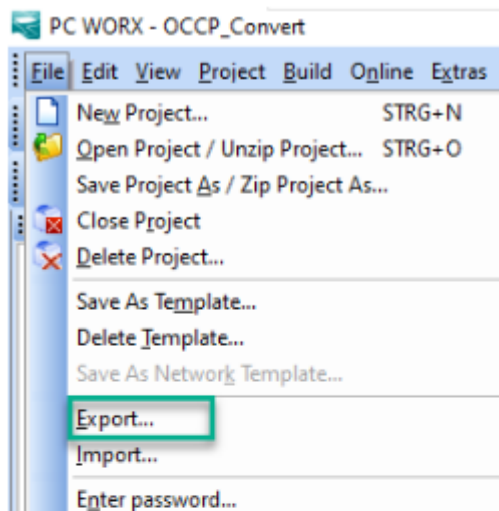 PC WORX - OCCP_Convert
File Edit View Project Build Online Extras
New Project... STRG+N
Open Project / Unzip Project... STRG+O
Save Project As / Zip Project As...
Close Project
Delete Project...
Save As Template...
Delete Template...
Save As Network Template...
Export...
Import...
Enter password...